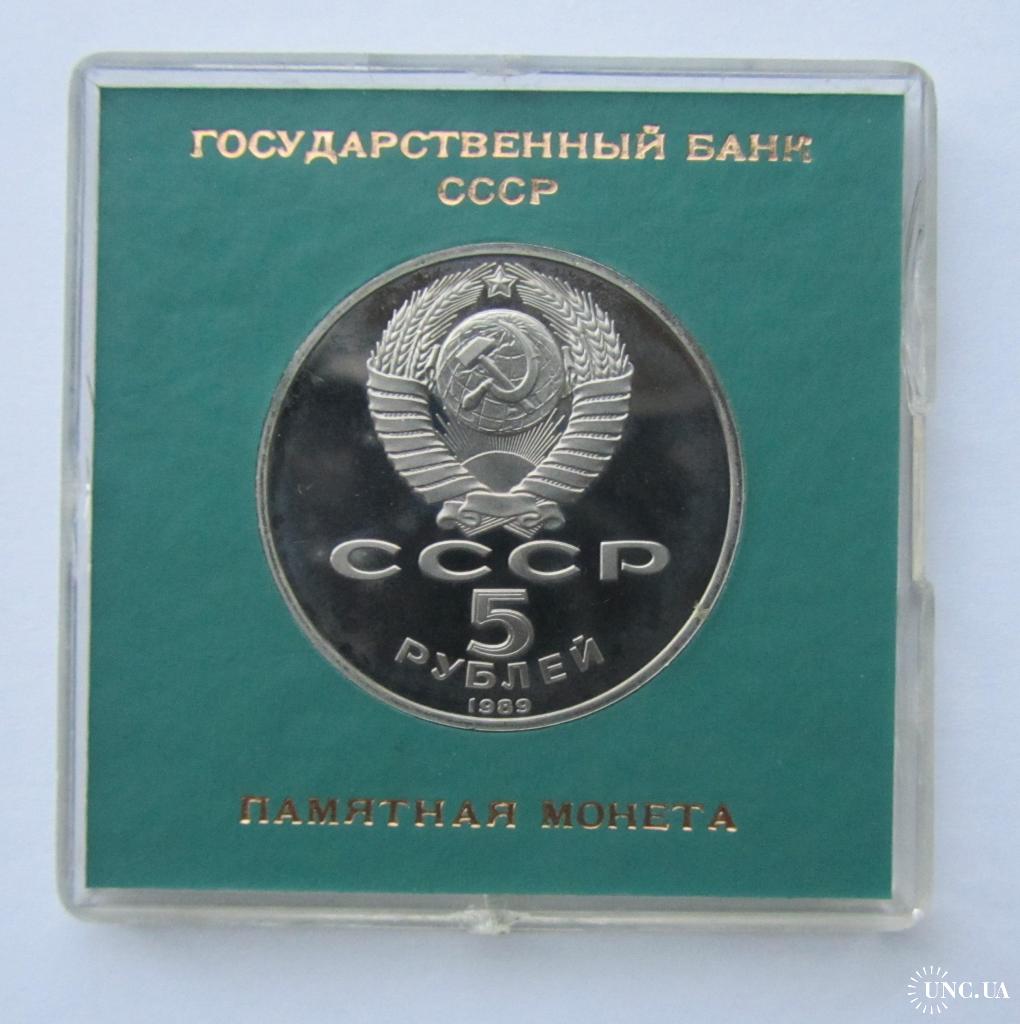 ГОСУДАРСТВЕННЫЙ БАНК
СССР
СССР
5
РУБЛЕЙ
1989
ПАМЯТНАЯ МОНЕТА
UNC.UA